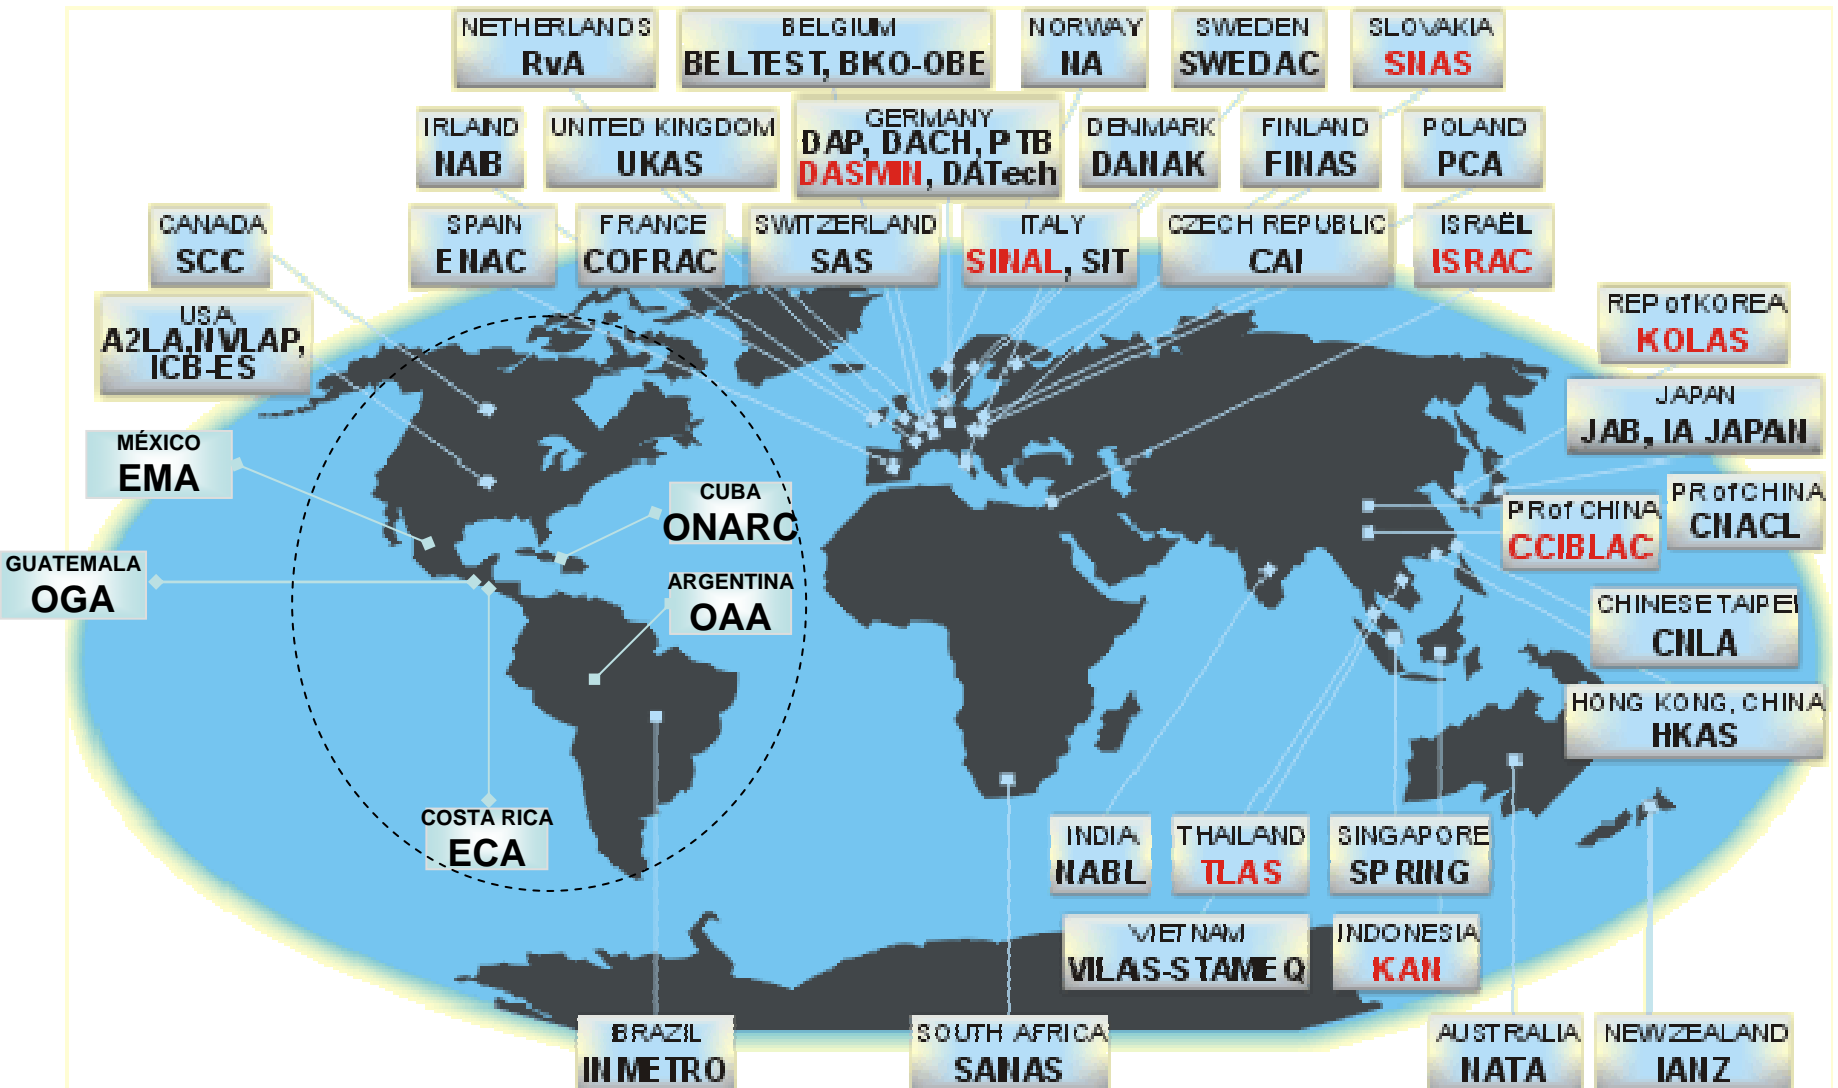 NETHERLANDS
RvA
BELGIUM
BELTEST, BKO-OBE
NORWAY
NA
SWEDEN
SWEDAC
SLOVAKIA
SNAS
IRLAND
NAB
UNITED KINGDOM
UKAS
GERMANY
DAP, DACH, PTB
DASMIN, DATech
DENMARK
DANAK
FINLAND
FINAS
POLAND
PCA
CANADA
SCC
SPAIN
ENAC
FRANCE
COFRAC
SWITZERLAND
SAS
ITALY
SINAL, SIT
CZECH REPUBLIC
CAI
ISRAËL
ISRAC
USA
A2LA,NVLAP,
ICB-ES
REP of KOREA
KOLAS
JAPAN
JAB, IA JAPAN
MÉXICO
EMA
CUBA
ONARC
PR of CHINA
CCIBLAC
PR of CHINA
CNACL
GUATEMALA
OGA
ARGENTINA
OAA
CHINESE TAIPEI
CNLA
HONG KONG, CHINA
HKAS
COSTA RICA
ECA
INDIA
NABL
THAILAND
TLAS
SINGAPORE
SPRING
VIETNAM
VILAS-STAMEQ
INDONESIA
KAN
BRAZIL
INMETRO
SOUTH AFRICA
SANAS
AUSTRALIA
NATA
NEW ZEALAND
IANZ